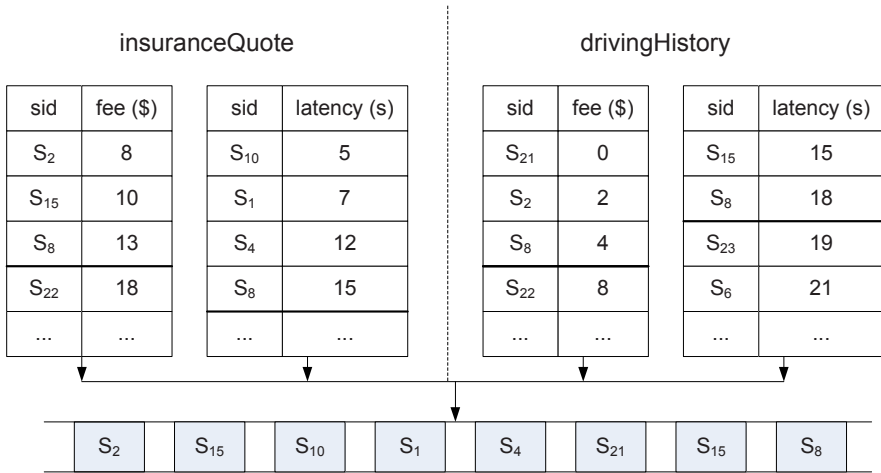 insuranceQuote drivingHistory
sid fee ($) sid latency (s) sid fee ($) sid latency (s)
S2 8 S10 5 S21 0 S15 15
S15 10 S1 7 S2 2 S8 18
S8 13 S4 12 S8 4 S23 19
S22 18 S8 15 S22 8 S6 21
... ... ... ... ... ... ... ...
S2 S15 S10 S1 S4 S21 S15 S8